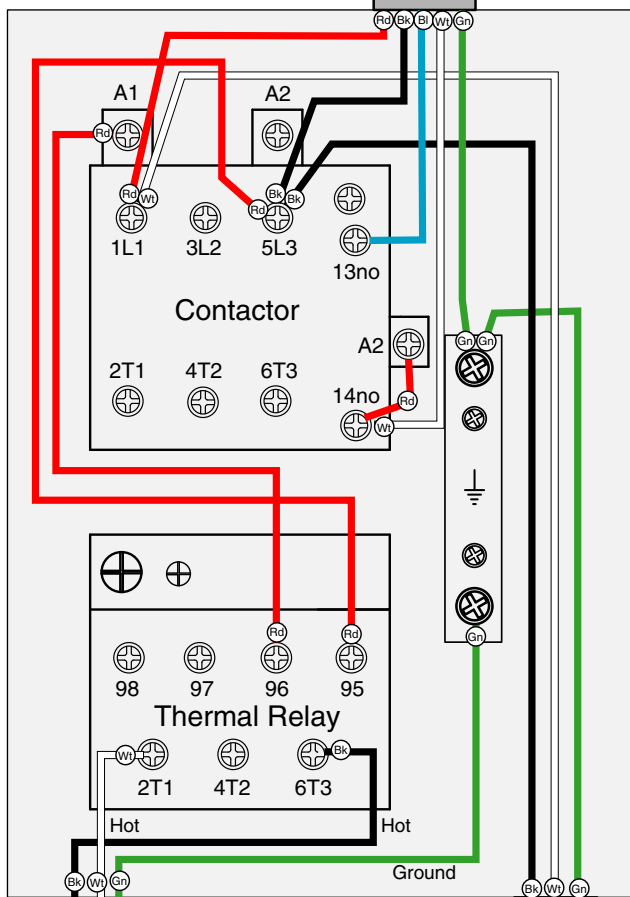 Rd Bk Bl Wt Gn
A1 A2
Rd
Rd Wt Rd Bk Bk
1L1 3L2 5L3
13no
Contactor
A2
Gn Gn
2T1 4T2 6T3
14no
Rd
Wt
Rd Rd
Gn
98 97 96 95
Thermal Relay
Wt Bk
2T1 4T2 6T3
Hot Hot
Ground
Bk Wt Gn Bk Wt Gn